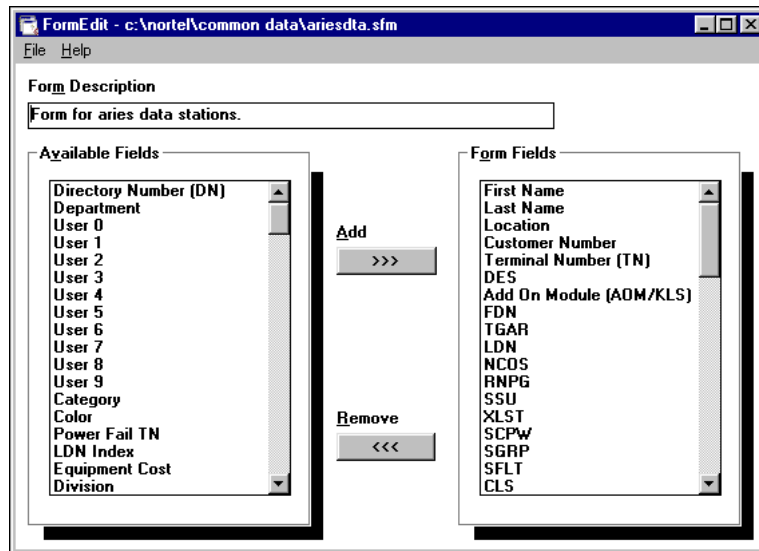 FormEdit - c:\nortel\common data\ariesdta.sfm
File Help
Form Description
Form for aries data stations.
Available Fields
Directory Number (DN)
Department
User 0
User 1
User 2
User 3
User 4
User 5
User 6
User 7
User 8
User 9
Category
Color
Power Fail TN
LDN Index
Equipment Cost
Division
Add
>>>
Remove
<<<
Form Fields
First Name
Last Name
Location
Customer Number
Terminal Number (TN)
DES
Add On Module (AOM/KLS)
FDN
TGAR
LDN
NCOS
RNPG
SSU
XLST
SCPW
SGRP
SFLT
CLS